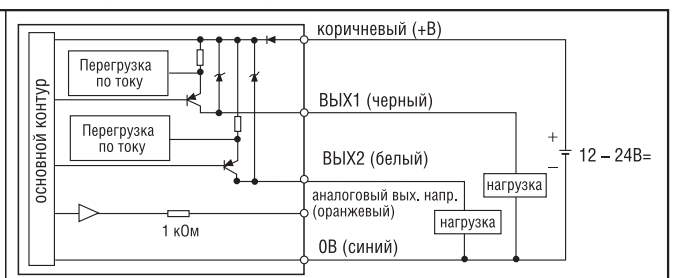 коричневый (+В)
Перегрузка
по току
ВЫХ1 (черный)
Перегрузка
по току
основной контур
ВЫХ2 (белый)
+
12 – 24В=
–
нагрузка
аналоговый вых. напр.
(оранжевый)
нагрузка
1 кОм
0В (синий)